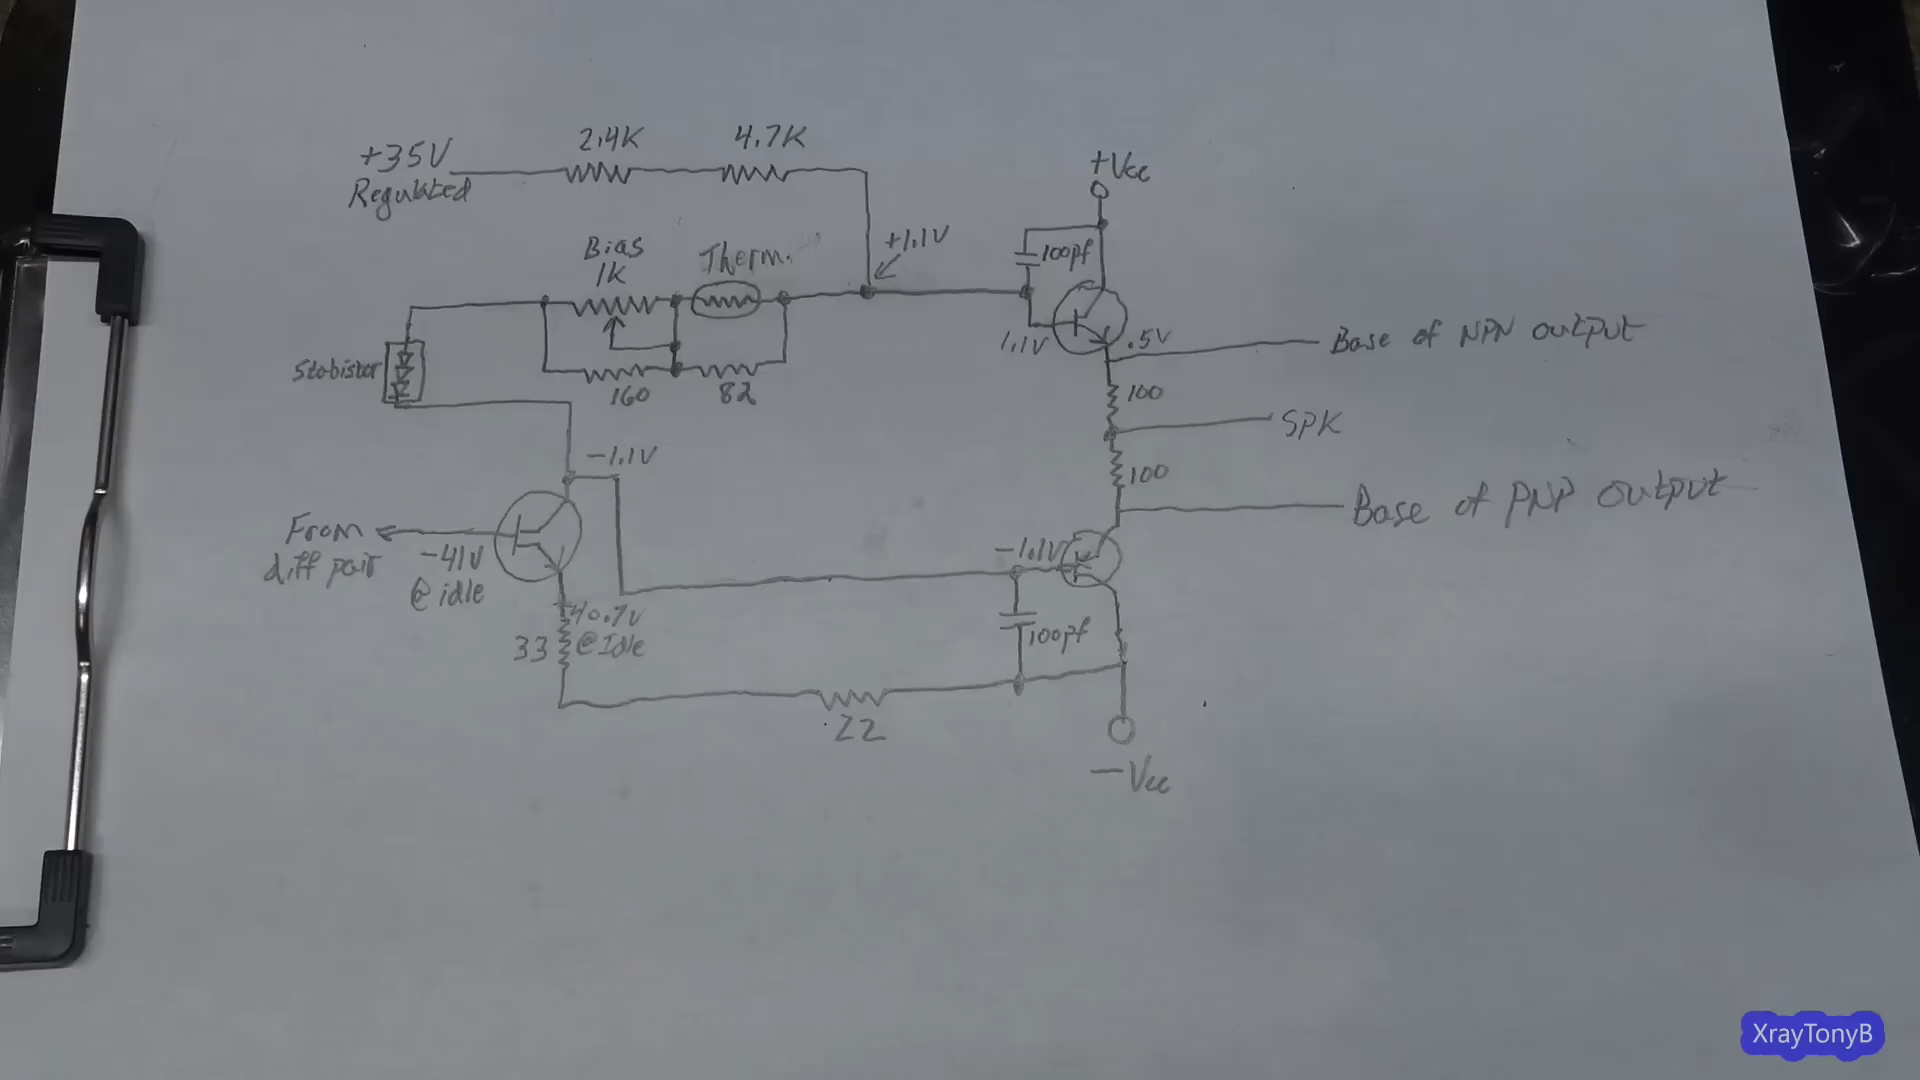 2.4K
4.7K
+35V
Regulated
+Vcc
Bias
1K
Therm.
+1.1V
100pf
1.1V
.5V
Base of NPN output
Stabistor
160
82
100
SPK
-1.1V
100
Base of PNP output
From
diff pair
-41V
@ idle
-1.1V
-40.7V
@ Idle
33
100pf
22
-Vcc
XrayTonyB